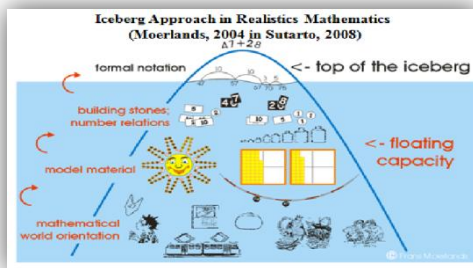 Iceberg Approach in Realistics Mathematics
(Moerlands, 2004 in Sutarto, 2008)
formal notation
<- top of the iceberg
building stones;
number relations
model material
<- floating
capacity
mathematical
world orientation
© Frans Moerlands